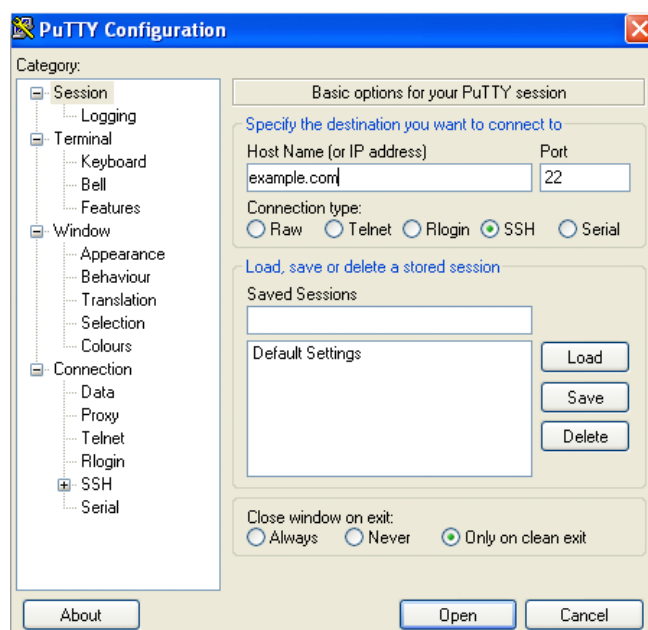 PuTTY Configuration
Category:
Session
Logging
Terminal
Keyboard
Bell
Features
Window
Appearance
Behaviour
Translation
Selection
Colours
Connection
Data
Proxy
Telnet
Rlogin
SSH
Serial
Basic options for your PuTTY session
Specify the destination you want to connect to
Host Name (or IP address) Port
example.com 22
Connection type:
Raw Telnet Rlogin SSH Serial
Load, save or delete a stored session
Saved Sessions
Default Settings
Load
Save
Delete
Close window on exit:
Always Never Only on clean exit
About Open Cancel